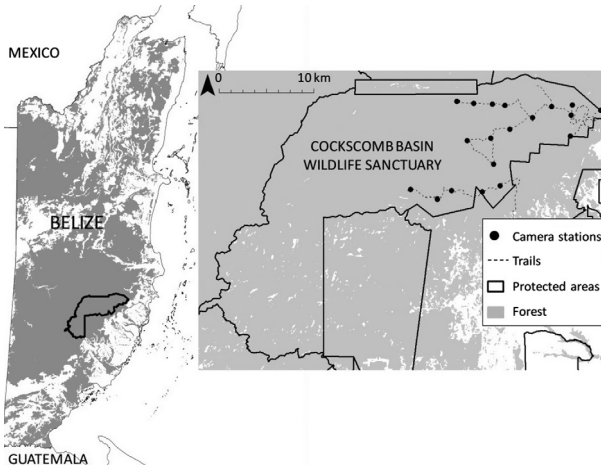 MEXICO
BELIZE
GUATEMALA
0 10 km
COCKSCOMB BASIN
WILDLIFE SANCTUARY
Camera stations
Trails
Protected areas
Forest